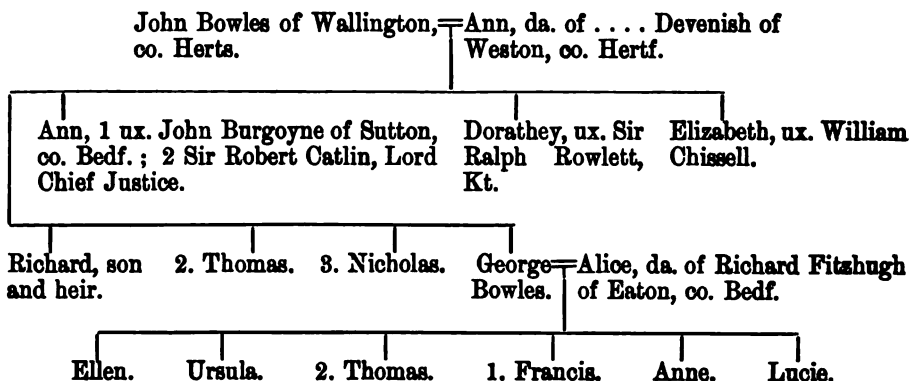 John Bowles of Wallington, co. Herts.
Ann, da. of . . . . Devenish of Weston, co. Hertf.
Ann, 1 ux. John Burgoyne of Sutton, co. Bedf. ; 2 Sir Robert Catlin, Lord Chief Justice.
Dorathey, ux. Sir Ralph Rowlett, Kt.
Elizabeth, ux. William Chissell.
Richard, son and heir.
2. Thomas.
3. Nicholas.
George Bowles.
Alice, da. of Richard Fitzhugh of Eaton, co. Bedf.
Ellen.
Ursula.
2. Thomas.
1. Francis.
Anne.
Lucie.